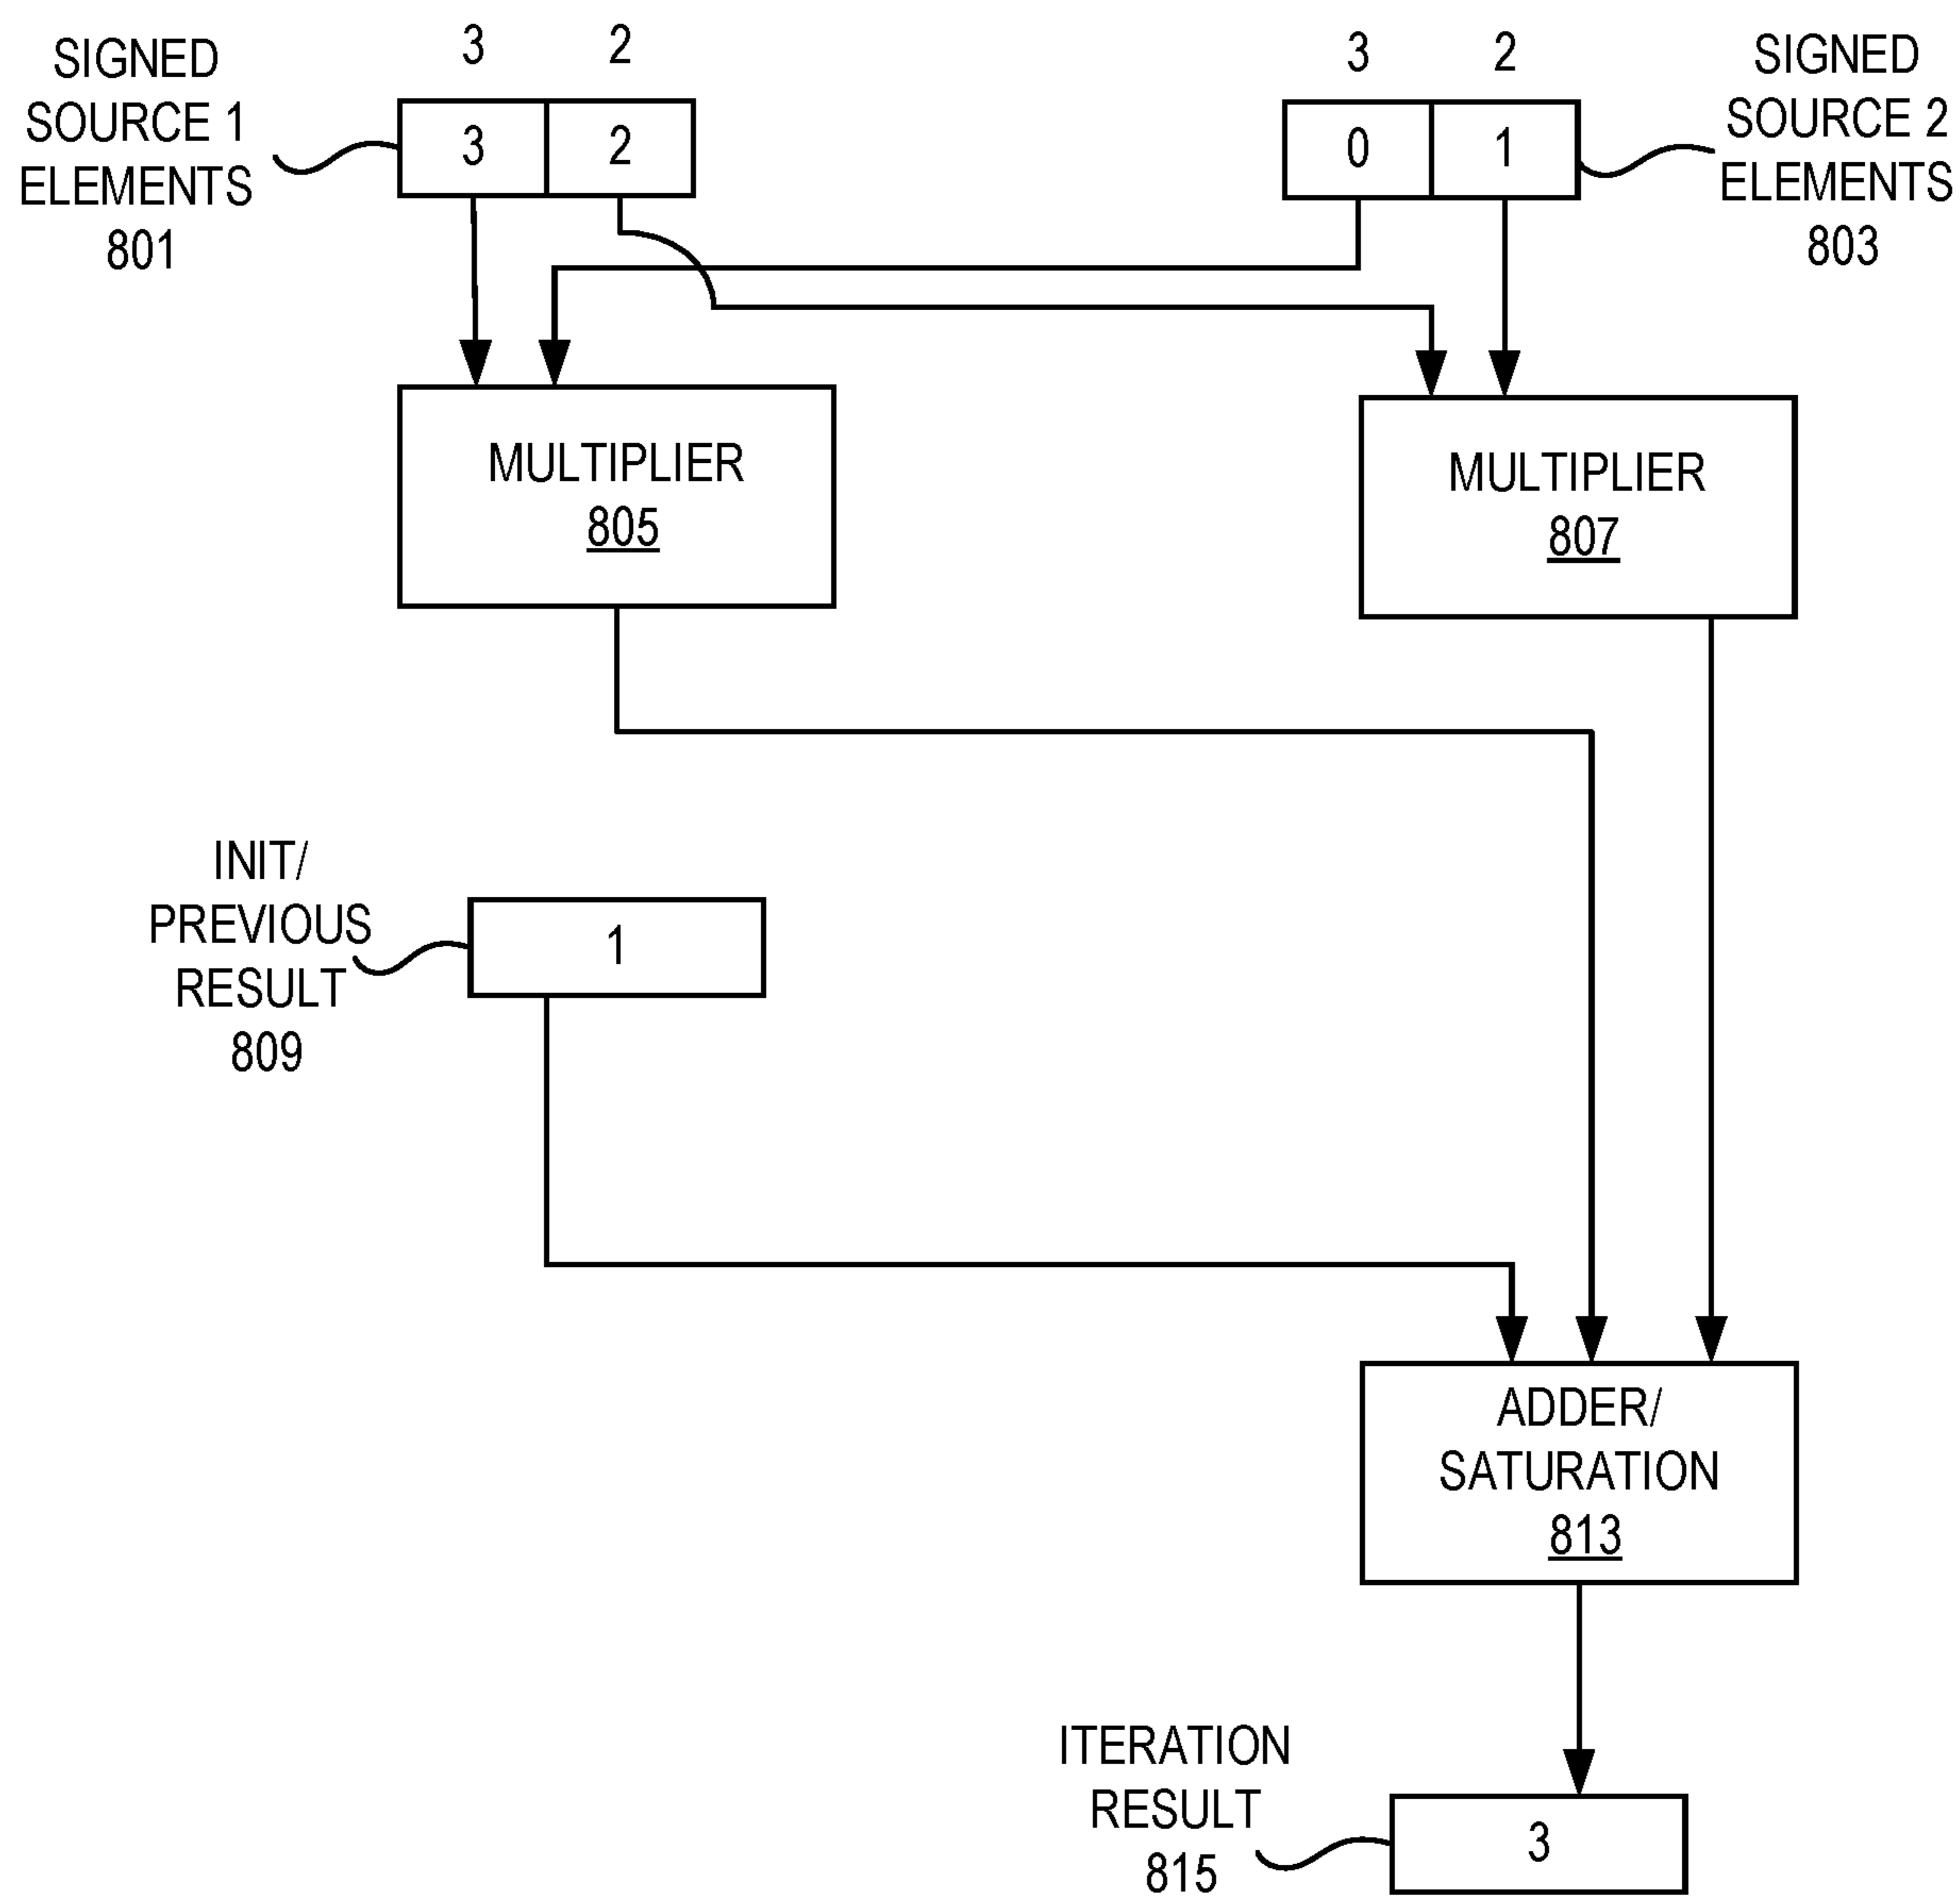 SIGNED
SOURCE 1
ELEMENTS
801
3 2
3 2
3 2
0 1
SIGNED
SOURCE 2
ELEMENTS
803
MULTIPLIER
805
MULTIPLIER
807
INIT/
PREVIOUS
RESULT
809
1
ADDER/
SATURATION
813
ITERATION
RESULT
815
3